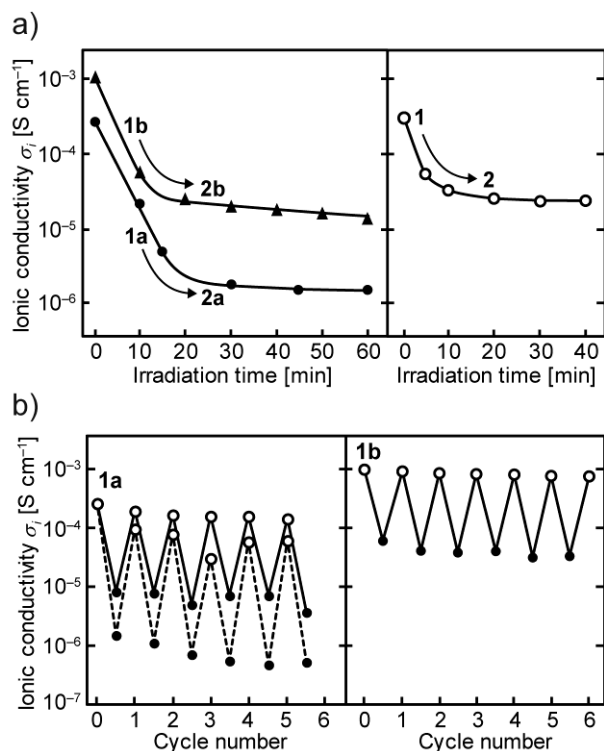 a)
Ionic conductivity σi [S cm−1]
10−3
10−4
10−5
10−6
1b
2b
1a
2a
1
2
0 10 20 30 40 50 60
0 10 20 30 40
Irradiation time [min]
Irradiation time [min]
b)
Ionic conductivity σi [S cm−1]
10−3
10−4
10−5
10−6
10−7
1a
1b
0 1 2 3 4 5 6
0 1 2 3 4 5 6
Cycle number
Cycle number